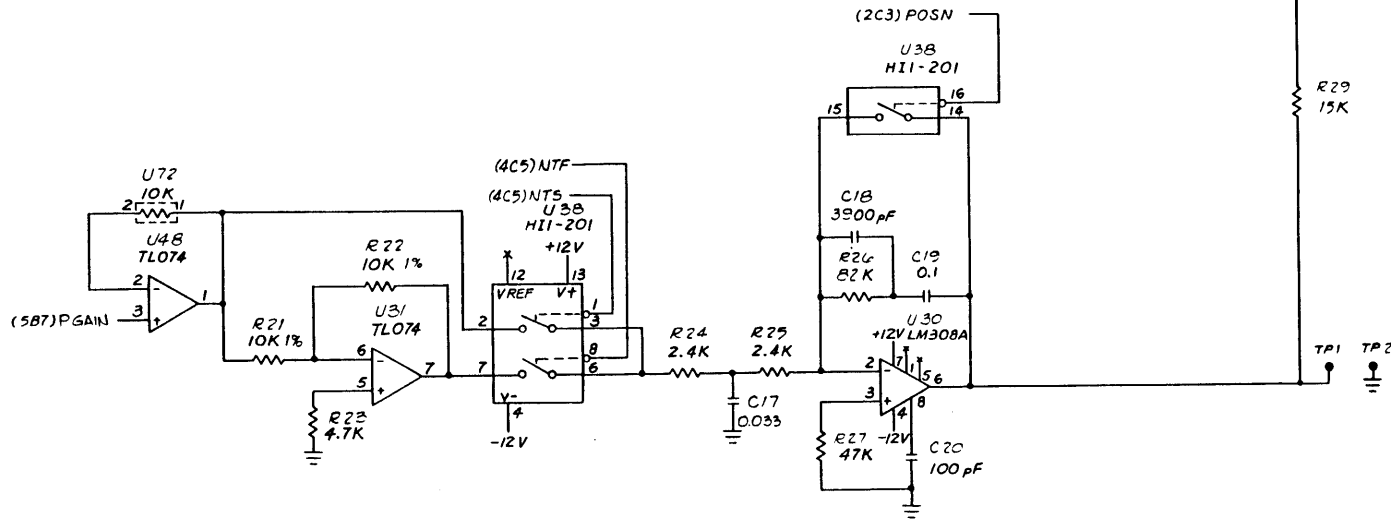 (2C3) POSN
U38
HI1-201
16
15
14
R29
15K
(4C5) NTF
(4C5) NTS
U38
HI1-201
+12V
12
13
VREF
V+
1
2
3
8
7
6
V-
4
-12V
U72
10K
2
1
U48
TL074
2
-
1
3
+
(5B7) PGAIN
R22
10K 1%
U31
TL074
R21
10K 1%
6
-
7
5
+
R23
4.7K
R24
2.4K
R25
2.4K
C17
0.033
C18
3900pF
R26
82K
C19
0.1
U30
+12V LM308A
7
1
5
2
-
6
3
+
4
8
-12V
R27
47K
C20
100pF
TP1
TP2